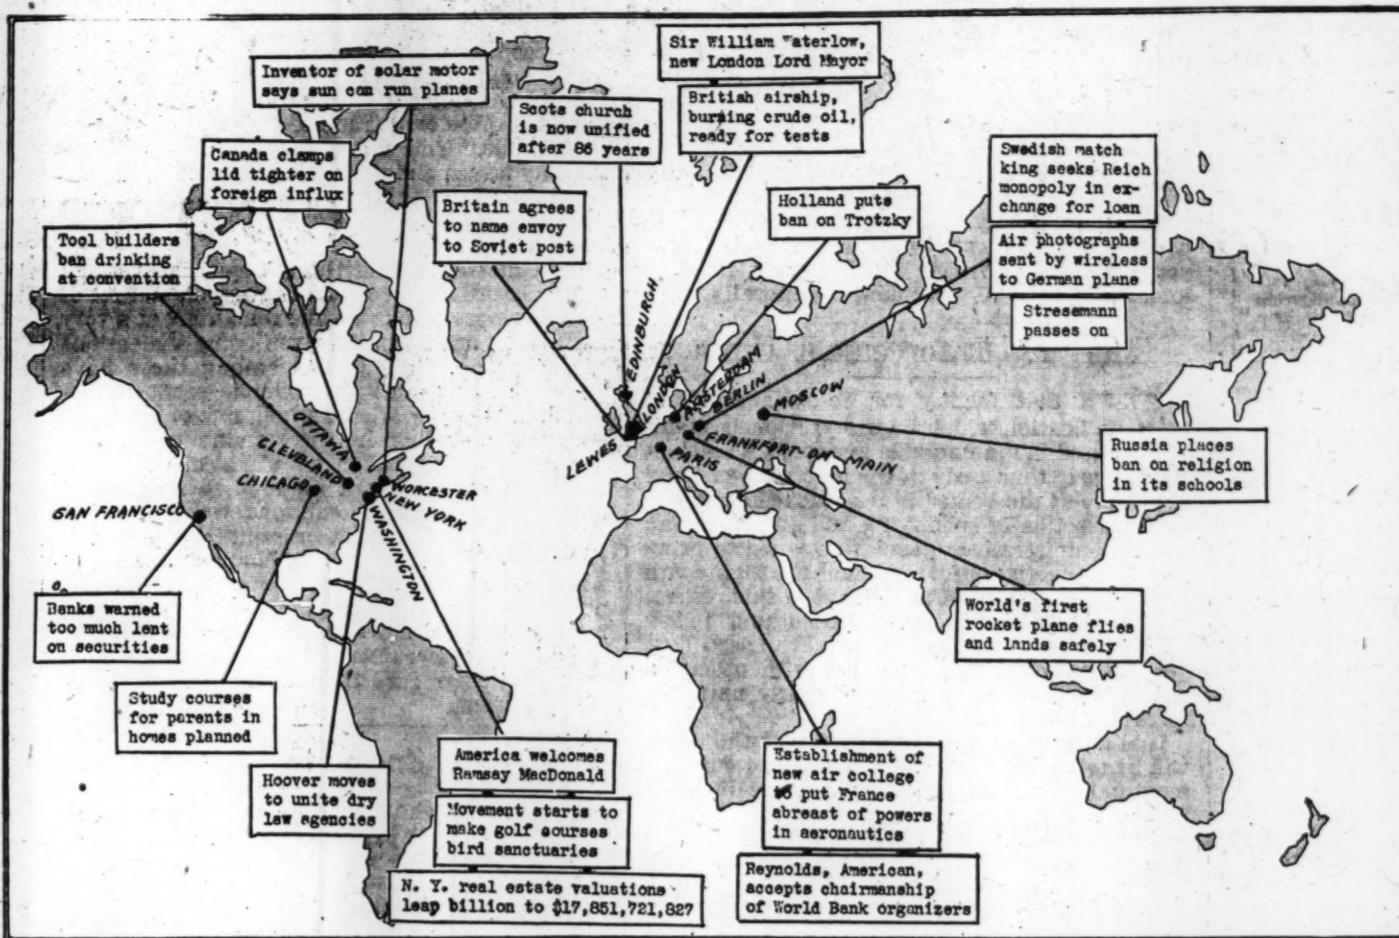 Inventor of solar motor
says sun can run planes
Sir William Waterlow,
new London Lord Mayor
British airship,
burning crude oil,
ready for tests
Scots church
is now unified
after 86 years
Canada clamps
lid tighter on
foreign influx
Swedish match
king seeks Reich
monopoly in ex-
change for loan
Air photographs
sent by wireless
to German plane
Stresemann
passes on
Britain agrees
to name envoy
to Soviet post
Holland puts
ban on Trotzky
Tool builders
ban drinking
at convention
EDINBURGH
LONDON
AMSTERDAM
BERLIN
MOSCOW
LEWES
PARIS
FRANKFORT-ON-MAIN
OTTAWA
CLEVELAND
CHICAGO
WORCESTER
NEW YORK
WASHINGTON
SAN FRANCISCO
Russia places
ban on religion
in its schools
Banks warned
too much lent
on securities
World's first
rocket plane flies
and lands safely
Study courses
for parents in
homes planned
Hoover moves
to unite dry
law agencies
America welcomes
Ramsay MacDonald
Movement starts to
make golf courses
bird sanctuaries
N. Y. real estate valuations
leap billion to $17,851,721,827
Establishment of
new air college
to put France
abreast of powers
in aeronautics
Reynolds, American,
accepts chairmanship
of World Bank organizers